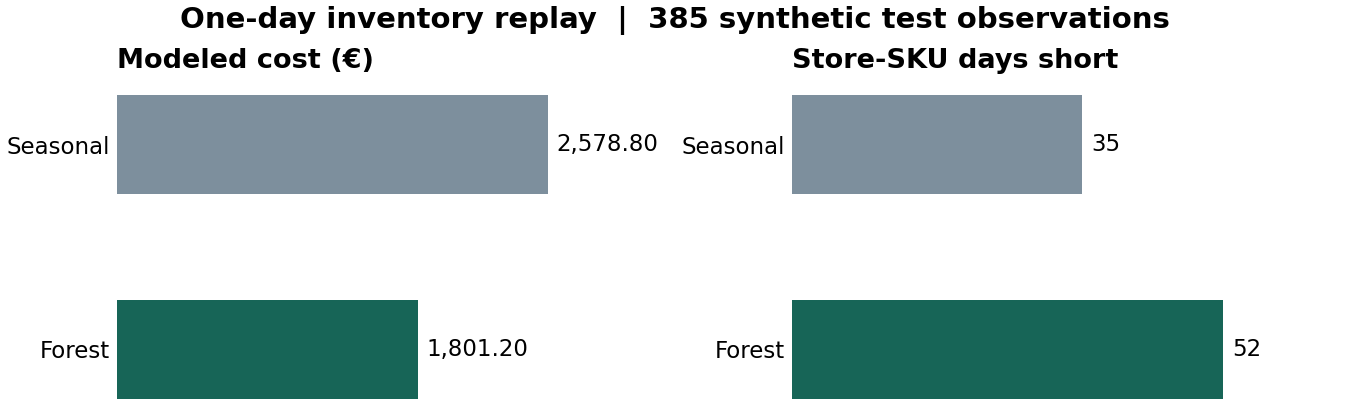 One-day inventory replay | 385 synthetic test observations
Modeled cost (€)
Seasonal 2,578.80
Forest 1,801.20
Store-SKU days short
Seasonal 35
Forest 52